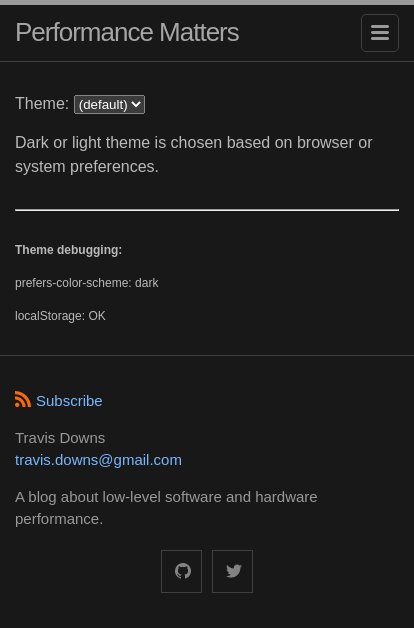 Performance Matters
Theme: (default)
Dark or light theme is chosen based on browser or
system preferences.
Theme debugging:
prefers-color-scheme: dark
localStorage: OK
Subscribe
Travis Downs
travis.downs@gmail.com
A blog about low-level software and hardware
performance.